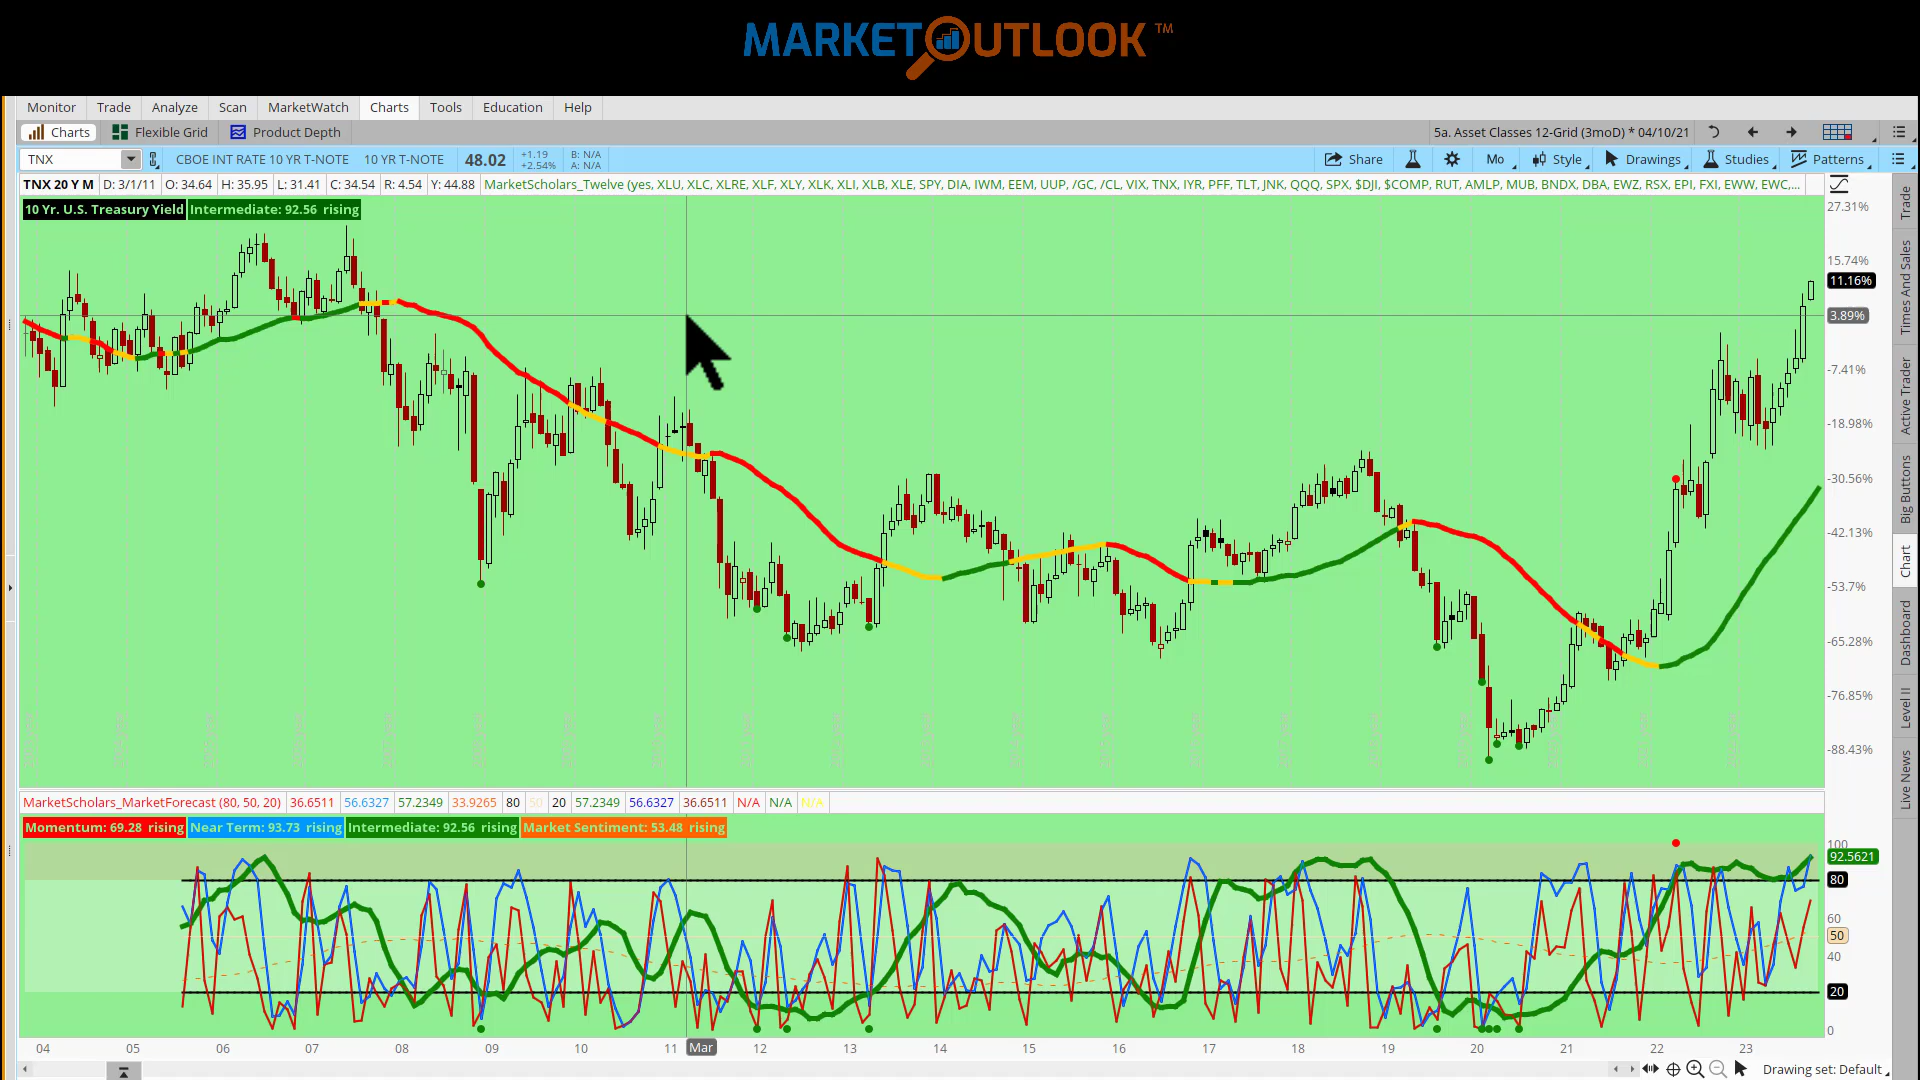 MARKET OUTLOOK ™
Monitor Trade Analyze Scan MarketWatch Charts Tools Education Help
Charts Flexible Grid Product Depth 5a. Asset Classes 12-Grid (3moD) * 04/10/21
TNX CBOE INT RATE 10 YR T-NOTE 10 YR T-NOTE 48.02 +1.19 +2.54% B: N/A A: N/A Share Mo Style Drawings Studies Patterns
TNX 20 Y M D: 3/1/11 O: 34.64 H: 35.95 L: 31.41 C: 34.54 R: 4.54 Y: 44.88 MarketScholars_Twelve (yes, XLU, XLC, XLRE, XLF, XLY, XLK, XLI, XLB, XLE, SPY, DIA, IWM, EEM, UUP, /GC, /CL, VIX, TNX, IYR, PFF, TLT, JNK, QQQ, SPX, $DJI, $COMP, RUT, AMLP, MUB, BNDX, DBA, EWZ, RSX, EPI, FXI, EWW, EWC,...
10 Yr. U.S. Treasury Yield Intermediate: 92.56 rising
27.31%
15.74%
11.16%
3.89%
-7.41%
-18.98%
-30.56%
-42.13%
-53.7%
-65.28%
-76.85%
-88.43%
MarketScholars_MarketForecast (80, 50, 20) 36.6511 56.6327 57.2349 33.9265 80 50 20 57.2349 56.6327 36.6511 N/A N/A N/A
Momentum: 69.28 rising Near Term: 93.73 rising Intermediate: 92.56 rising Market Sentiment: 53.48 rising
100
92.5621
80
60
50
40
20
0
04 05 06 07 08 09 10 11 Mar 12 13 14 15 16 17 18 19 20 21 22 23
Drawing set: Default
Trade
Times And Sales
Active Trader
Big Buttons
Chart
Dashboard
Level II
Live News